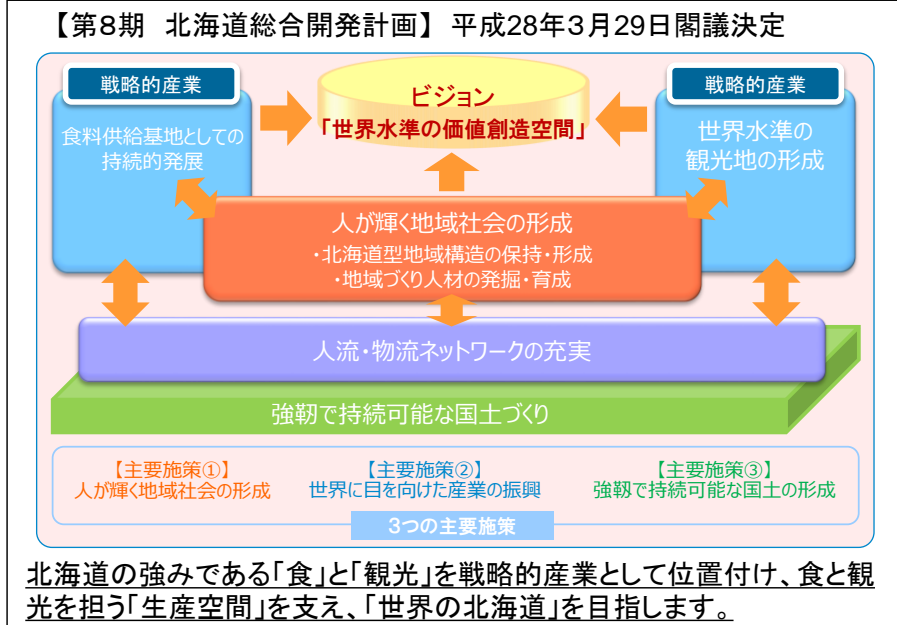 【第8期 北海道総合開発計画】 平成28年3月29日閣議決定
戦略的産業
食料供給基地としての
持続的発展
ビジョン
「世界水準の価値創造空間」
戦略的産業
世界水準の
観光地の形成
人が輝く地域社会の形成
・北海道型地域構造の保持・形成
・地域づくり人材の発掘・育成
人流・物流ネットワークの充実
強靭で持続可能な国土づくり
【主要施策①】
人が輝く地域社会の形成
【主要施策②】
世界に目を向けた産業の振興
【主要施策③】
強靱で持続可能な国土の形成
3つの主要施策
北海道の強みである「食」と「観光」を戦略的産業として位置付け、食と観
光を担う「生産空間」を支え、「世界の北海道」を目指します。